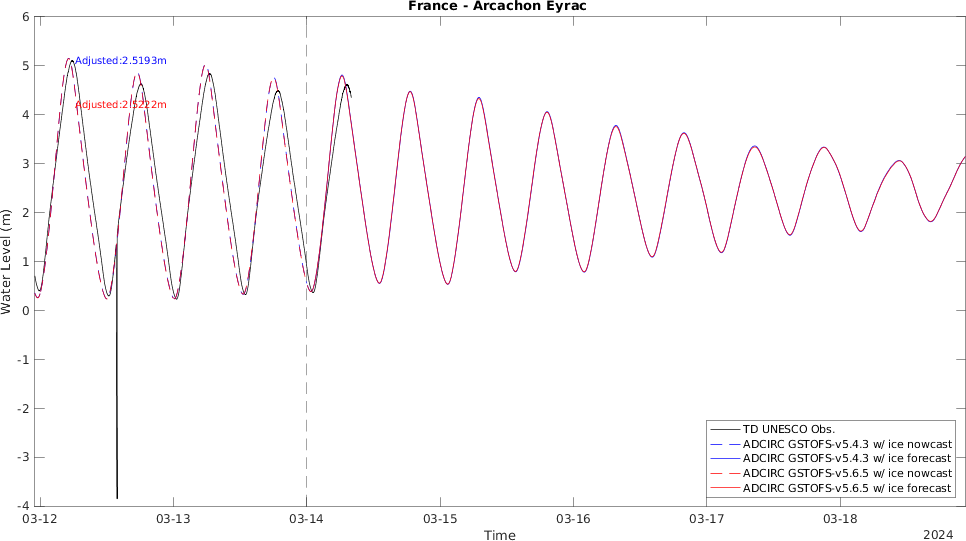 France - Arcachon Eyrac
6
5
4
3
2
1
0
-1
-2
-3
-4
Water Level (m)
Adjusted:2.5193m
Adjusted:2.5222m
TD UNESCO Obs.
ADCIRC GSTOFS-v5.4.3 w/ ice nowcast
ADCIRC GSTOFS-v5.4.3 w/ ice forecast
ADCIRC GSTOFS-v5.6.5 w/ ice nowcast
ADCIRC GSTOFS-v5.6.5 w/ ice forecast
03-12 03-13 03-14 03-15 03-16 03-17 03-18
Time
2024